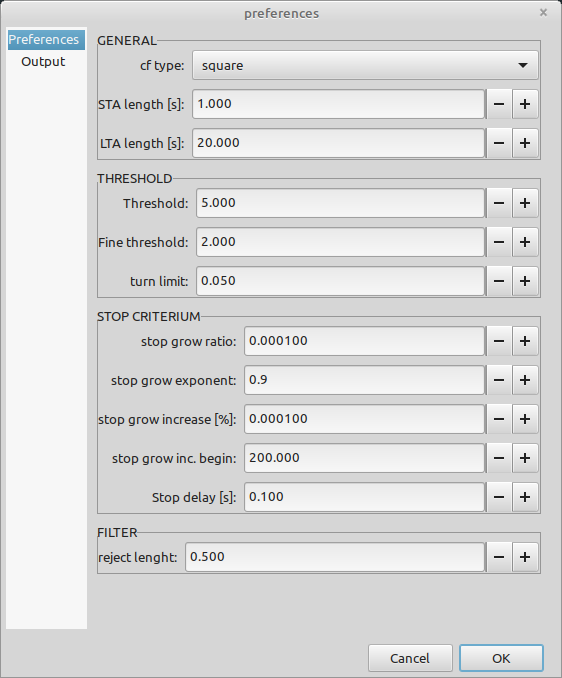 preferences
Preferences
Output
GENERAL
cf type: square
STA length [s]: 1.000
LTA length [s]: 20.000
THRESHOLD
Threshold: 5.000
Fine threshold: 2.000
turn limit: 0.050
STOP CRITERIUM
stop grow ratio: 0.000100
stop grow exponent: 0.9
stop grow increase [%]: 0.000100
stop grow inc. begin: 200.000
Stop delay [s]: 0.100
FILTER
reject lenght: 0.500
Cancel OK